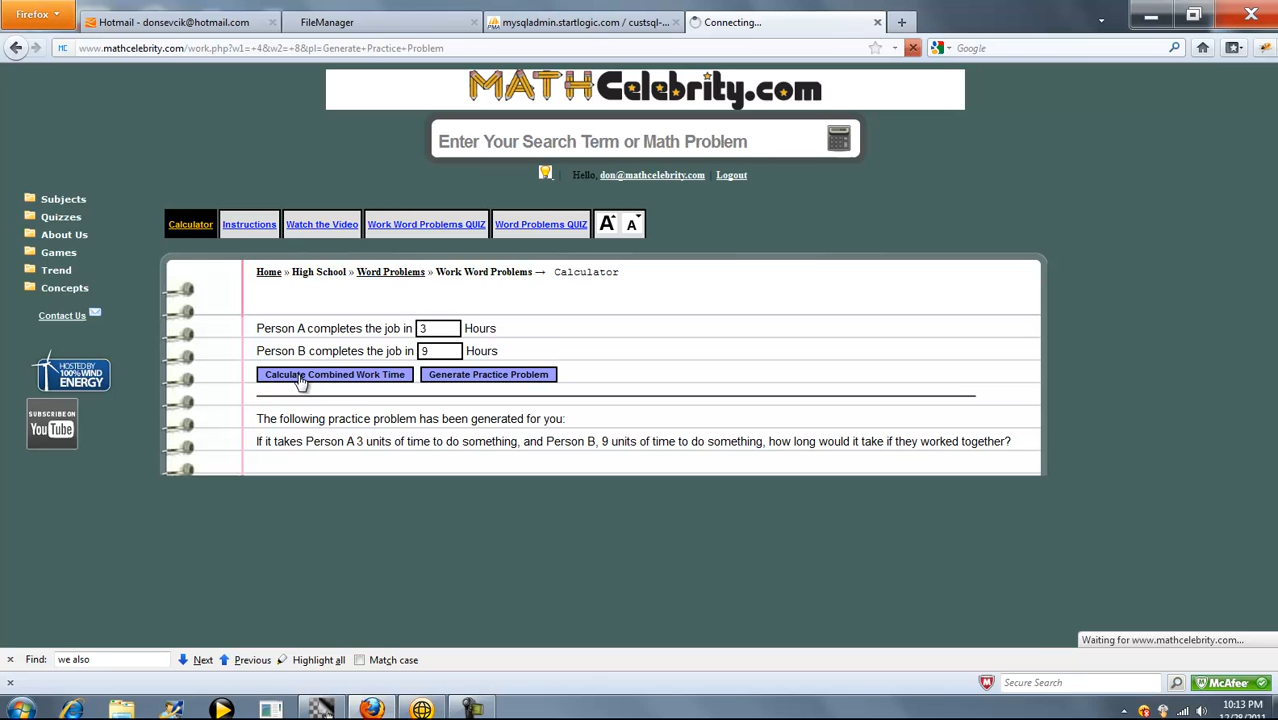 Firefox
Hotmail - donsevcik@hotmail.com
FileManager
mysqladmin.startlogic.com / custsql-...
Connecting...
www.mathcelebrity.com/work.php?w1=+4&w2=+8&pl=Generate+Practice+Problem
Google
MATHCelebrity.com
Enter Your Search Term or Math Problem
| Hello, don@mathcelebrity.com | Logout
Subjects
Quizzes
About Us
Games
Trend
Concepts
Contact Us
HOSTED BY
100% WIND
ENERGY
SUBSCRIBE ON
YouTube
Calculator
Instructions
Watch the Video
Work Word Problems QUIZ
Word Problems QUIZ
A A
Home » High School » Word Problems » Work Word Problems → Calculator
Person A completes the job in 3 Hours
Person B completes the job in 9 Hours
Calculate Combined Work Time
Generate Practice Problem
The following practice problem has been generated for you:
If it takes Person A 3 units of time to do something, and Person B, 9 units of time to do something, how long would it take if they worked together?
Waiting for www.mathcelebrity.com...
Find: we also
Next
Previous
Highlight all
Match case
Secure Search
McAfee
10:13 PM
12/28/2011